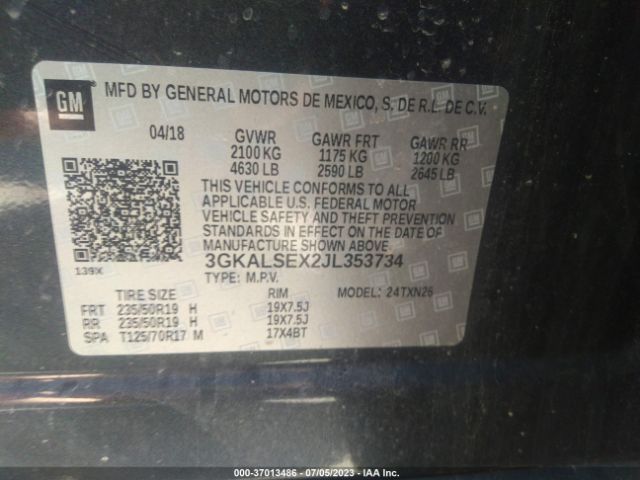 GM
MFD BY GENERAL MOTORS DE MEXICO, S. DE R.L. DE C.V.
04/18 GVWR GAWR FRT GAWR RR
2100 KG 1175 KG 1200 KG
4630 LB 2590 LB 2645 LB
THIS VEHICLE CONFORMS TO ALL
APPLICABLE U.S. FEDERAL MOTOR
VEHICLE SAFETY AND THEFT PREVENTION
STANDARDS IN EFFECT ON THE DATE OF
MANUFACTURE SHOWN ABOVE.
139X
3GKALSEX2JL353734
TYPE: M.P.V.
TIRE SIZE RIM MODEL: 24TXN26
FRT 235/50R19 H 19X7.5J
RR 235/50R19 H 19X7.5J
SPA T125/70R17 M 17X4BT
000-37013486 - 07/05/2023 - IAA Inc.